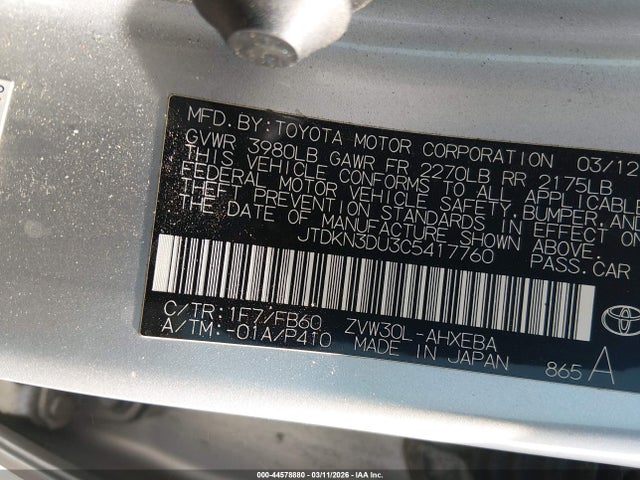 MFD. BY: TOYOTA MOTOR CORPORATION 03/12
GVWR 3980LB GAWR FR 2270LB RR 2175LB
THIS VEHICLE CONFORMS TO ALL APPLICABLE
FEDERAL MOTOR VEHICLE SAFETY, BUMPER, AND
THEFT PREVENTION STANDARDS IN EFFECT ON
THE DATE OF MANUFACTURE SHOWN ABOVE.
JTDKN3DU3C5417760 PASS. CAR
C/TR: 1F7/FB60 ZVW30L-AHXEBA
A/TM: -01A/P410 MADE IN JAPAN 865 A
000-44578880 - 03/11/2026 - IAA Inc.